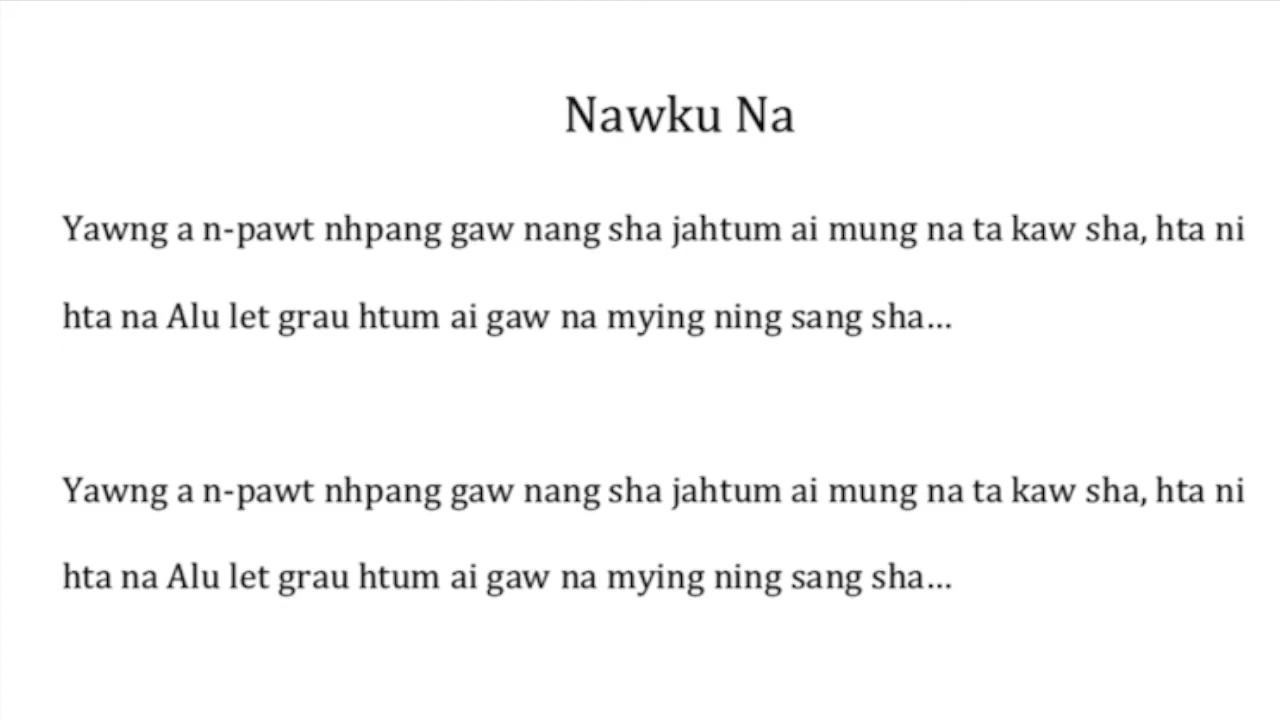 Nawku Na
Yawng a n-pawt nhpang gaw nang sha jahtum ai mung na ta kaw sha, hta ni
hta na Alu let grau htum ai gaw na mying ning sang sha...
Yawng a n-pawt nhpang gaw nang sha jahtum ai mung na ta kaw sha, hta ni
hta na Alu let grau htum ai gaw na mying ning sang sha...